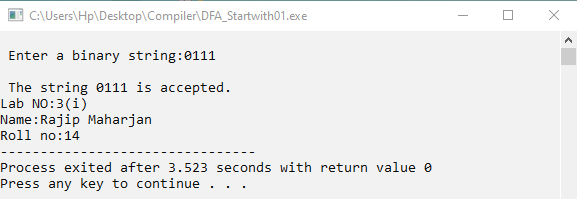 C:\Users\Hp\Desktop\Compiler\DFA_Startwith01.exe
Enter a binary string:0111
The string 0111 is accepted.
Lab NO:3(i)
Name:Rajip Maharjan
Roll no:14
--------------------------------
Process exited after 3.523 seconds with return value 0
Press any key to continue . . .